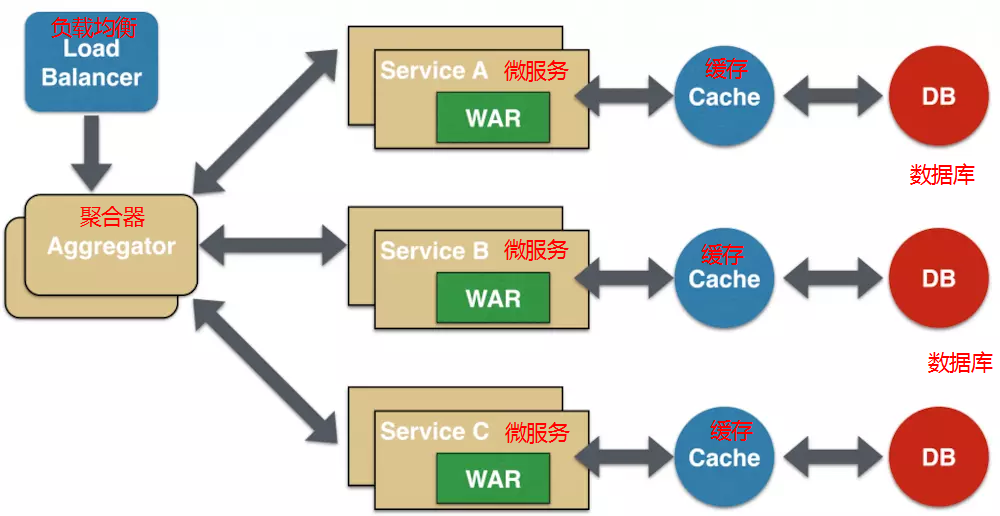 负载均衡
Load
Balancer
聚合器
Aggregator
Service A 微服务
WAR
缓存
Cache
DB
数据库
Service B 微服务
WAR
缓存
Cache
DB
数据库
Service C 微服务
WAR
缓存
Cache
DB